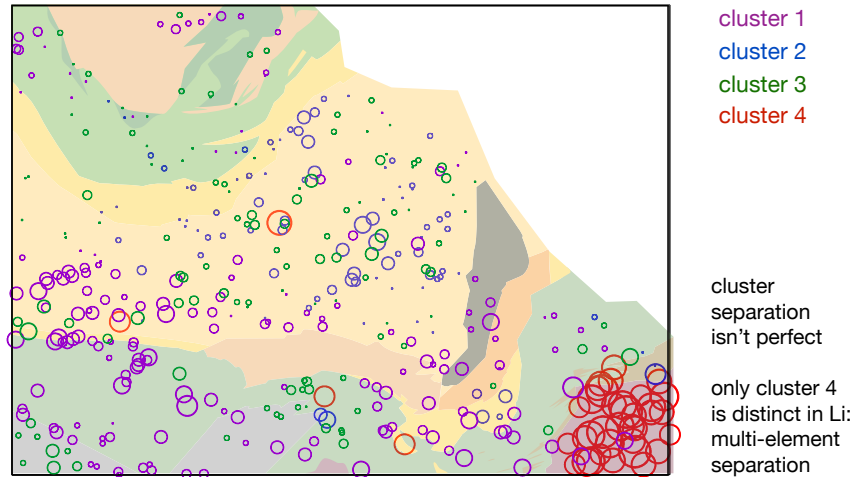 cluster 1
cluster 2
cluster 3
cluster 4
cluster
separation
isn't perfect
only cluster 4
is distinct in Li:
multi-element
separation